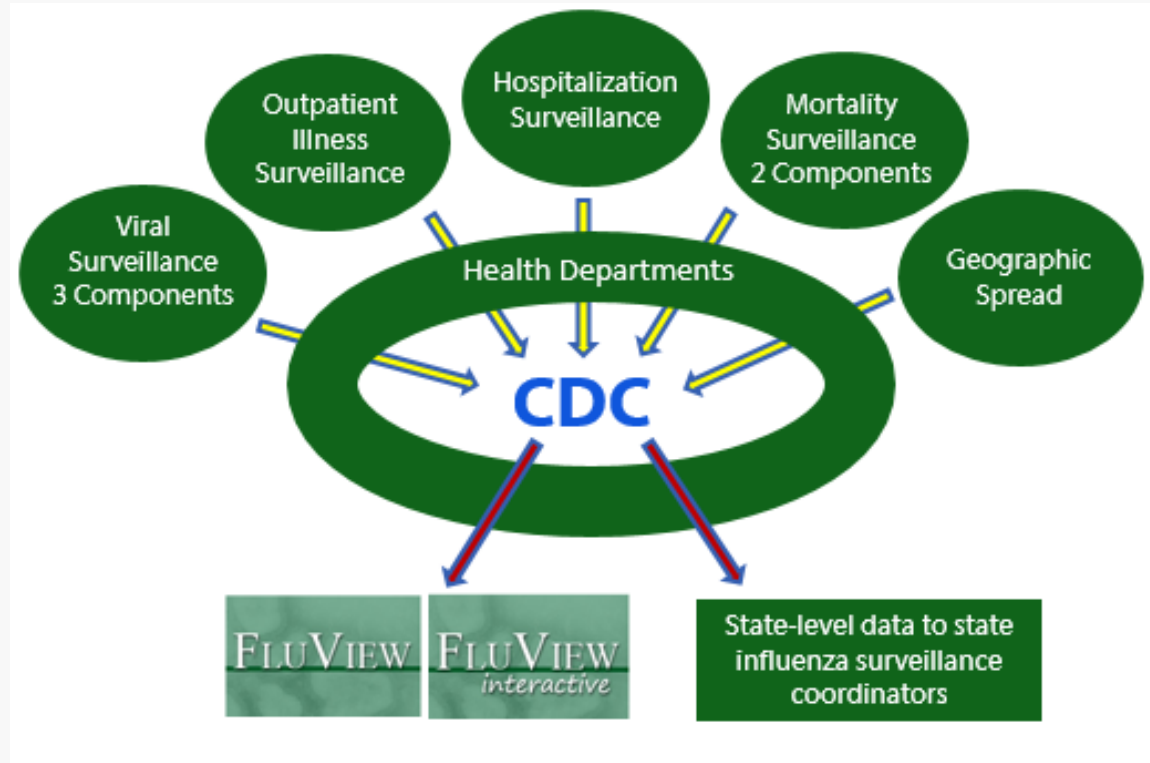 Hospitalization
Surveillance
Outpatient
Illness
Surveillance
Mortality
Surveillance
2 Components
Viral
Surveillance
3 Components
Geographic
Spread
Health Departments
CDC
FLUVIEW
FLUVIEW
interactive
State-level data to state
influenza surveillance
coordinators